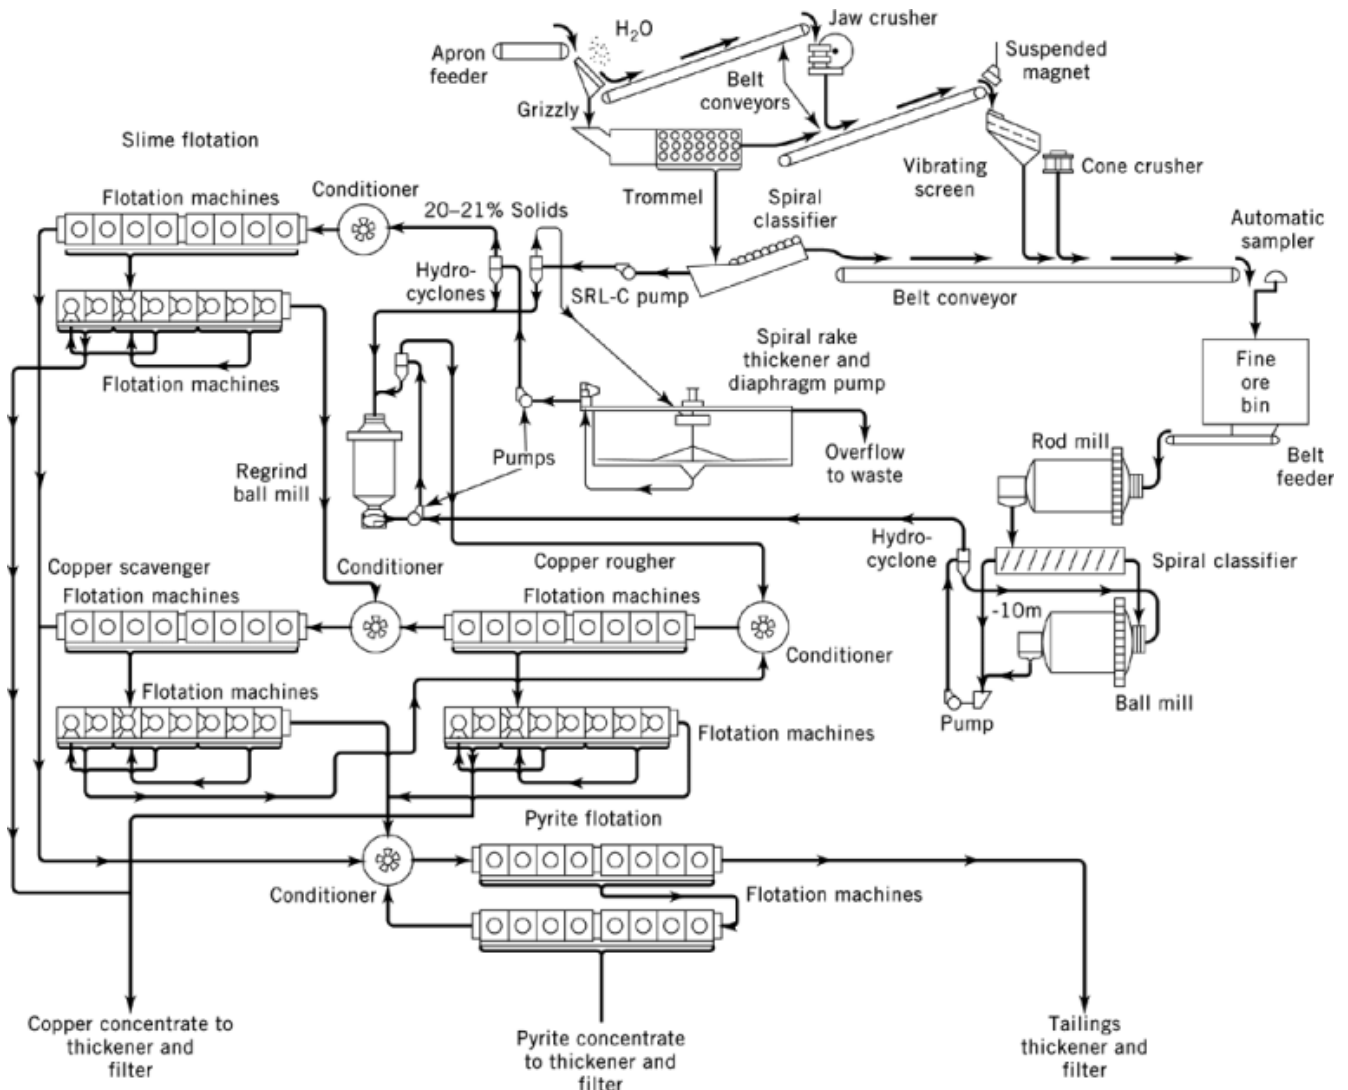 H₂O
Jaw crusher
Apron
feeder
Suspended
magnet
Belt
conveyors
Grizzly
Slime flotation
Vibrating
screen
Cone crusher
Flotation machines
Conditioner
Trommel
Spiral
classifier
20–21% Solids
Automatic
sampler
Hydro-
cyclones
SRL-C pump
Belt conveyor
Spiral rake
thickener and
diaphragm pump
Fine
ore
bin
Flotation machines
Rod mill
Regrind
ball mill
Pumps
Overflow
to waste
Belt
feeder
Hydro-
cyclone
Spiral classifier
Copper scavenger
Flotation machines
Conditioner
Copper rougher
Flotation machines
-10m
Conditioner
Flotation machines
Ball mill
Pump
Flotation machines
Pyrite flotation
Conditioner
Flotation machines
Copper concentrate to
thickener and
filter
Pyrite concentrate
to thickener and
filter
Tailings
thickener and
filter